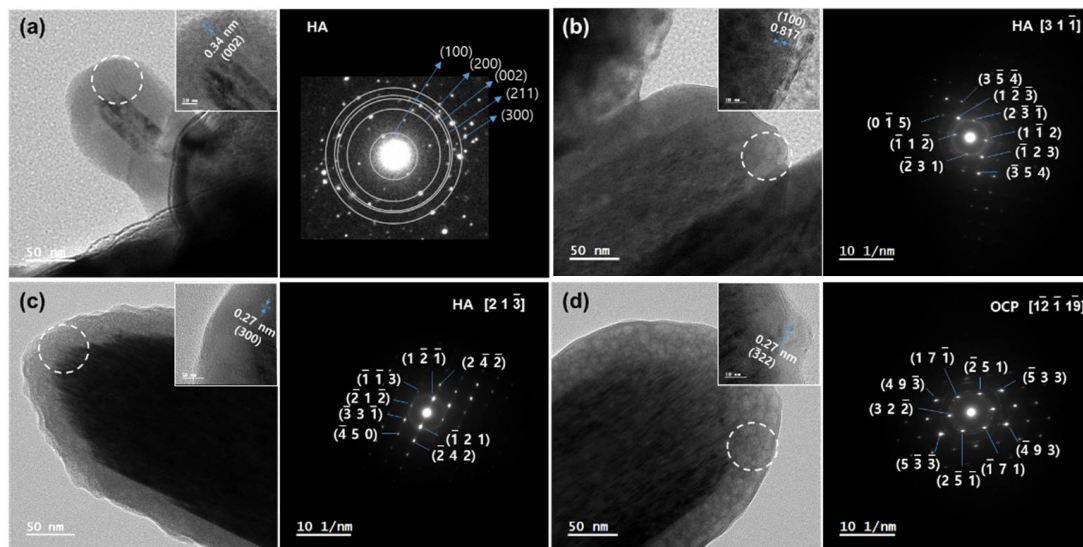 (a)
0.34 nm
(002)
50 nm
HA
(100)
(200)
(002)
(211)
(300)
(b)
(100)
0.817
50 nm
HA [3 1 1̄]
(3 5̄ 4̄)
(1 2̄ 3̄)
(2 3̄ 1̄)
(0 1̄ 5)
(1̄ 1 2̄)
(1 1̄ 2)
(2̄ 3 1)
(1̄ 2 3)
(3̄ 5 4)
10 1/nm
(c)
0.27 nm
(300)
50 nm
HA [2 1 3̄]
(1 2̄ 1̄)
(2 4̄ 2̄)
(1̄ 1̄ 3)
(2̄ 1 2̄)
(3̄ 3 1̄)
(4̄ 5 0)
(1̄ 2 1)
(2̄ 4 2)
10 1/nm
(d)
0.27 nm
(3̄22)
50 nm
OCP [12̄ 1̄ 19̄]
(1 7 1̄)
(2̄ 5 1)
(5̄ 3 3)
(4 9 3̄)
(3 2 2̄)
(4̄ 9 3)
(5 3̄ 3̄)
(2 5̄ 1̄)
(1̄ 7 1)
10 1/nm